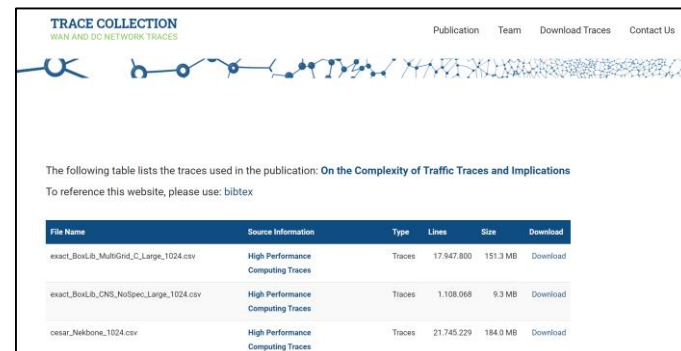 TRACE COLLECTION
WAN AND DC NETWORK TRACES
Publication Team Download Traces Contact Us
The following table lists the traces used in the publication: On the Complexity of Traffic Traces and Implications
To reference this website, please use: bibtex
File Name Source Information Type Lines Size Download
exact_BoxLib_MultiGrid_C_Large_1024.csv High Performance Traces 17.947.800 151.3 MB Download
Computing Traces
exact_BoxLib_CNS_NoSpec_Large_1024.csv High Performance Traces 1.108.068 9.3 MB Download
Computing Traces
cesar_Nekbone_1024.csv High Performance Traces 21.745.229 184.0 MB Download
Computing Traces